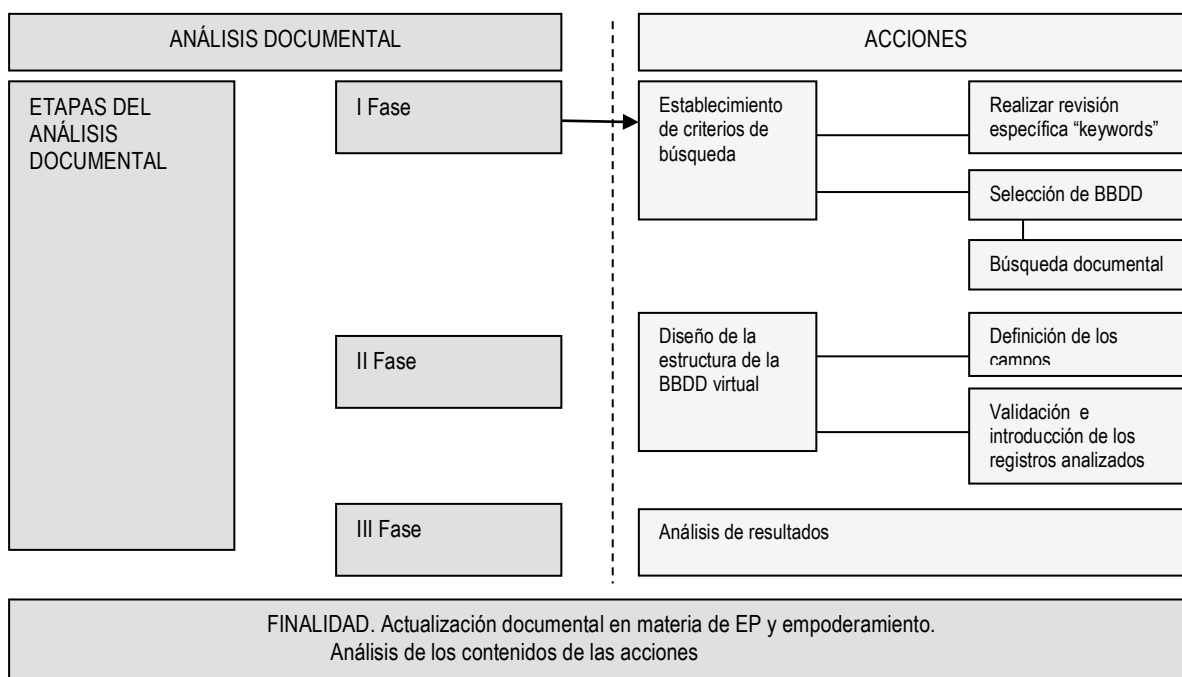 ANÁLISIS DOCUMENTAL
ACCIONES
ETAPAS DEL
ANÁLISIS
DOCUMENTAL
I Fase
Establecimiento
de criterios de
búsqueda
Realizar revisión
específica “keywords”
Selección de BBDD
Búsqueda documental
II Fase
Diseño de la
estructura de la
BBDD virtual
Definición de los
campos
Validación e
introducción de los
registros analizados
III Fase
Análisis de resultados
FINALIDAD. Actualización documental en materia de EP y empoderamiento.
Análisis de los contenidos de las acciones